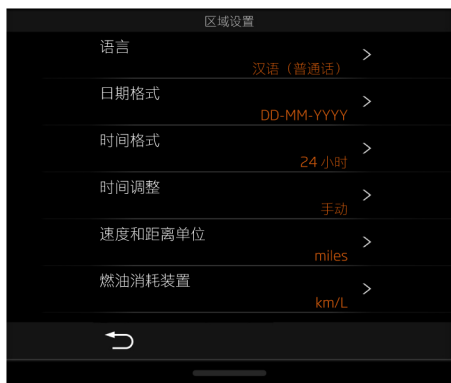 区域设置
语言
汉语（普通话）
日期格式
DD-MM-YYYY
时间格式
24 小时
时间调整
手动
速度和距离单位
miles
燃油消耗装置
km/L